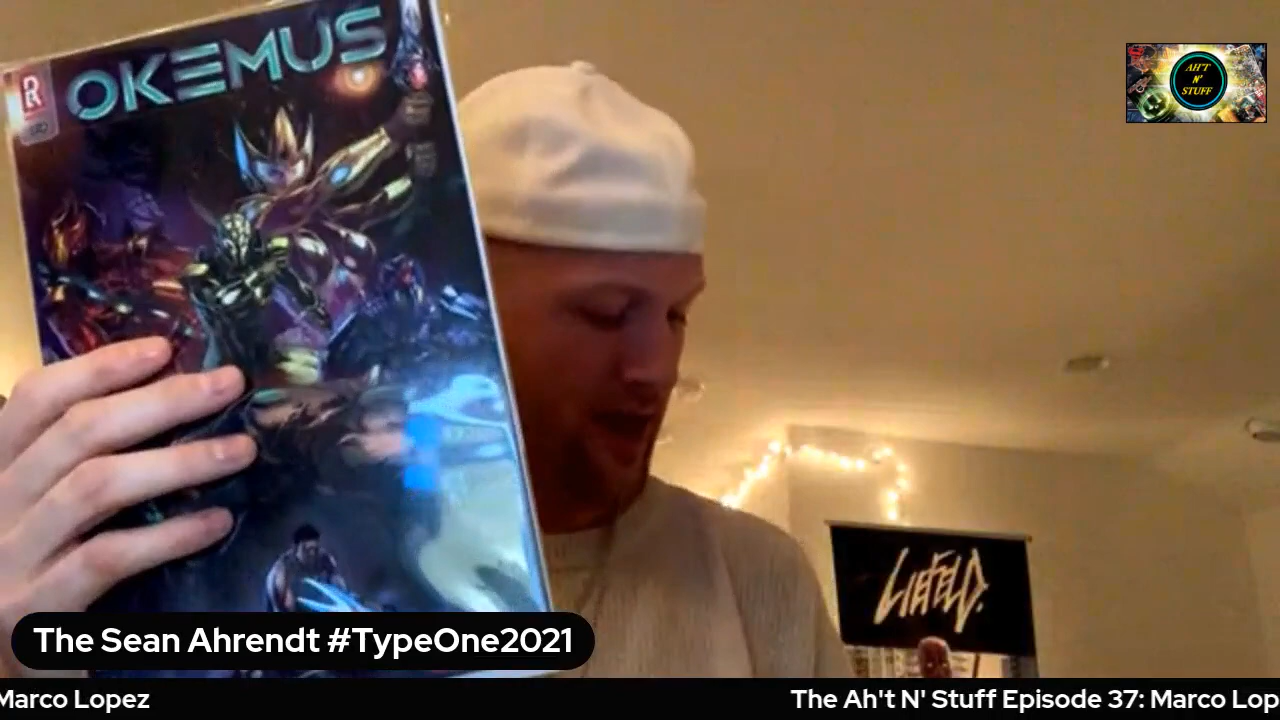 OKEMUS
R
AH'T
N'
STUFF
LIEFELD.
The Sean Ahrendt #TypeOne2021
Marco Lopez
The Ah't N' Stuff Episode 37: Marco Lop